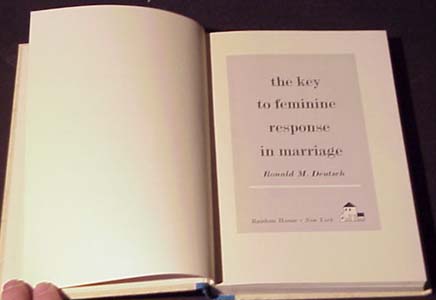 the key
to feminine
response
in marriage
Ronald M. Deutsch
Random House · New York